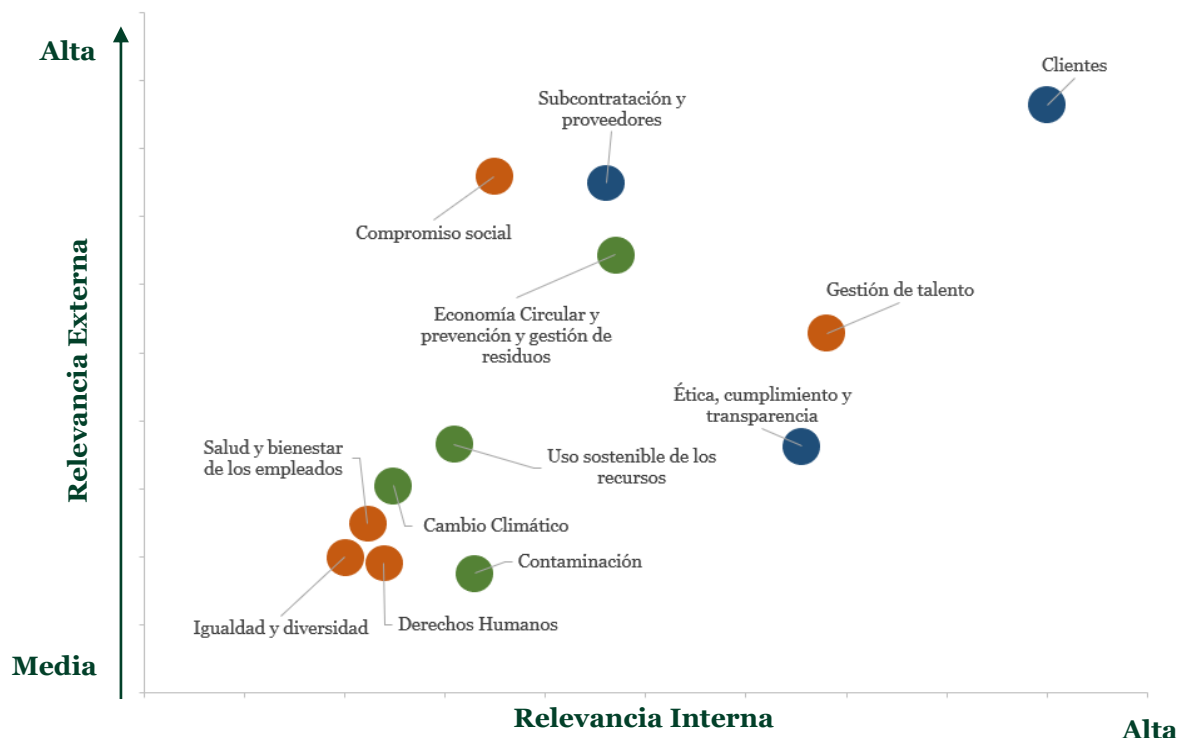 Alta
Clientes
Subcontratación y
proveedores
Compromiso social
Relevancia Externa
Gestión de talento
Economía Circular y
prevención y gestión de
residuos
Ética, cumplimiento y
transparencia
Salud y bienestar
de los empleados
Uso sostenible de los
recursos
Cambio Climático
Contaminación
Igualdad y diversidad
Derechos Humanos
Media
Relevancia Interna
Alta